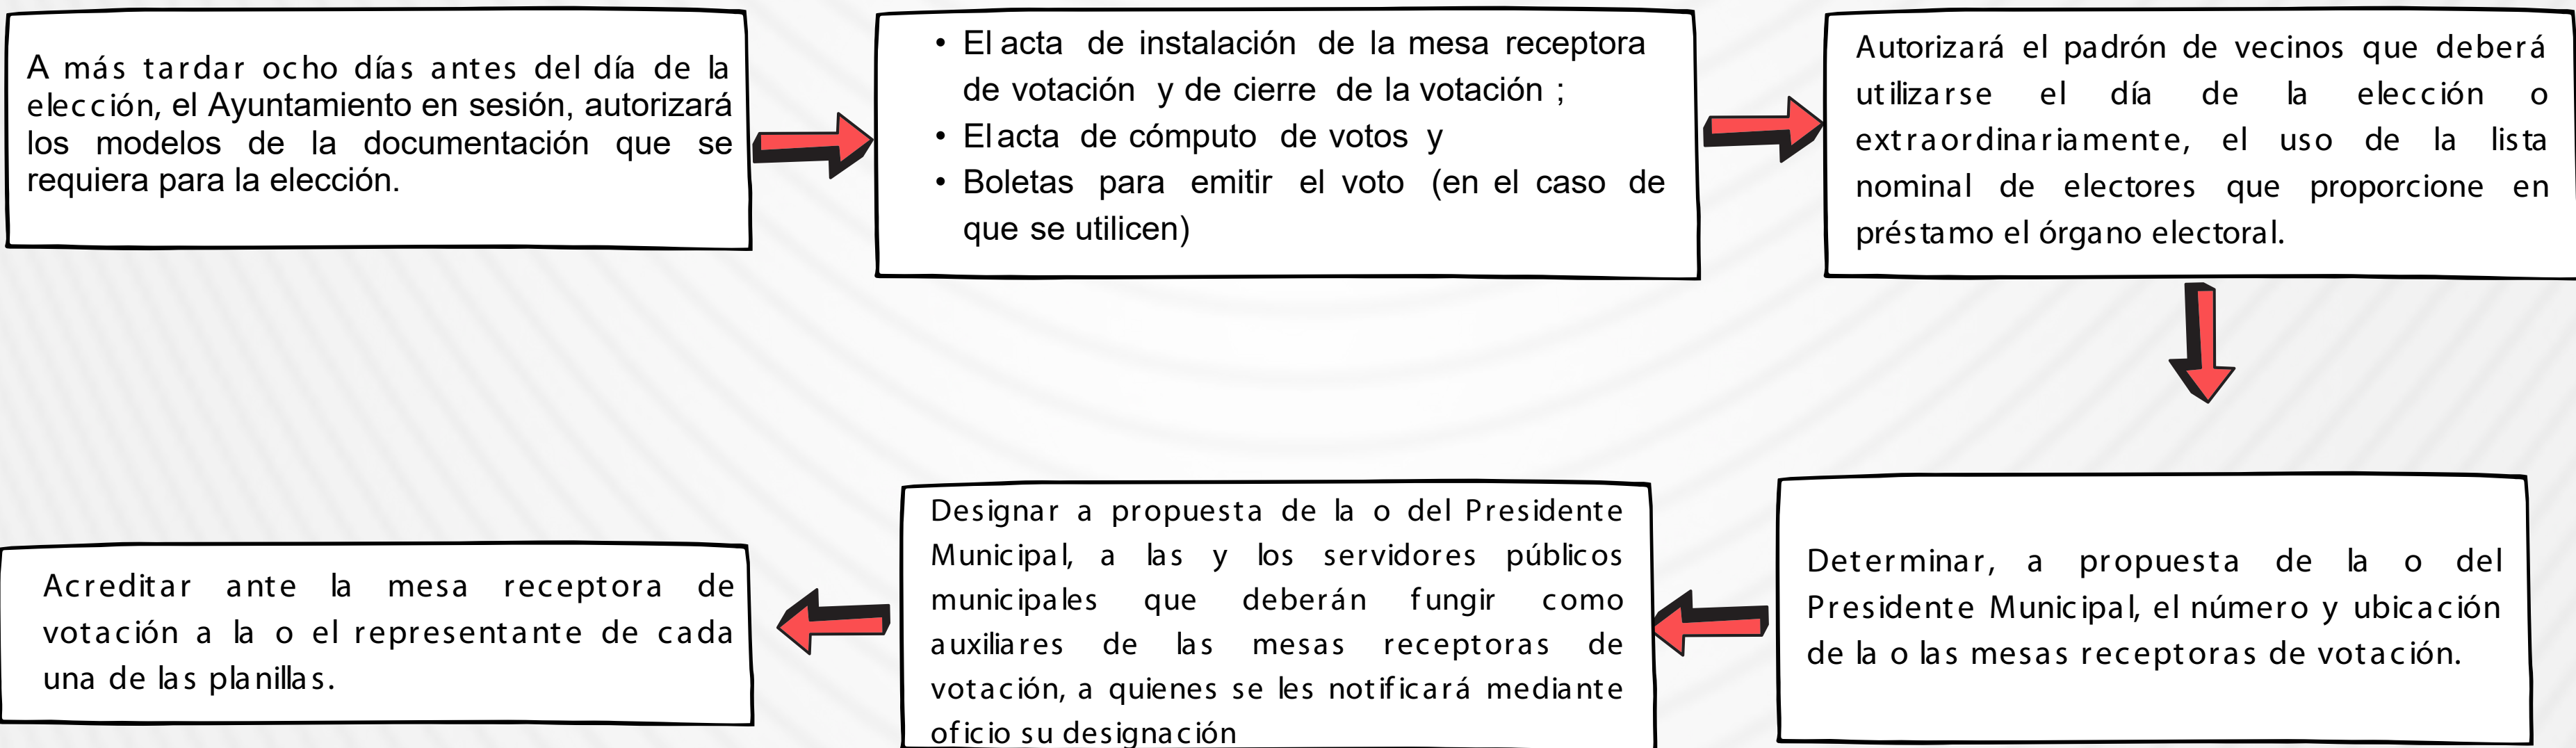 A más tardar ocho días antes del día de la
elección, el Ayuntamiento en sesión, autorizará
los modelos de la documentación que se
requiera para la elección.
• El acta de instalación de la mesa receptora
de votación y de cierre de la votación ;
• El acta de cómputo de votos y
• Boletas para emitir el voto (en el caso de
que se utilicen)
Autorizará el padrón de vecinos que deberá
utilizarse el día de la elección o
extraordinariamente, el uso de la lista
nominal de electores que proporcione en
préstamo el órgano electoral.
Determinar, a propuesta de la o del
Presidente Municipal, el número y ubicación
de la o las mesas receptoras de votación.
Designar a propuesta de la o del Presidente
Municipal, a las y los servidores públicos
municipales que deberán fungir como
auxiliares de las mesas receptoras de
votación, a quienes se les notificará mediante
oficio su designación
Acreditar ante la mesa receptora de
votación a la o el representante de cada
una de las planillas.